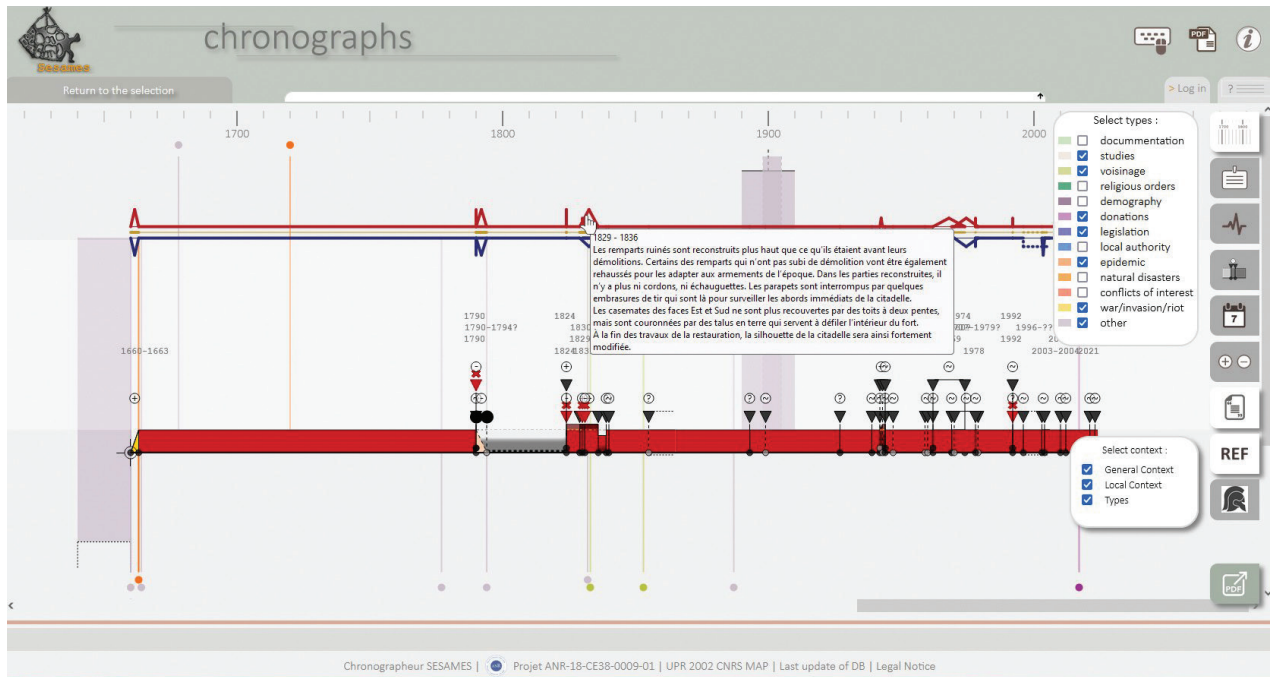 chronographs
Sesames
PDF
i
Return to the selection
> Log in
?
1700
1800
1900
2000
Select types :
docummentation
studies
voisinage
religious orders
demography
donations
legislation
local authority
epidemic
natural disasters
conflicts of interest
war/invasion/riot
other
1829 - 1836
Les remparts ruinés sont reconstruits plus haut que ce qu'ils étaient avant leurs
démolitions. Certains des remparts qui n'ont pas subi de démolition vont être également
rehaussés pour les adapter aux armements de l'époque. Dans les parties reconstruites, il
n'y a plus ni cordons, ni échauguettes. Les parapets sont interrompus par quelques
embrasures de tir qui sont là pour surveiller les abords immédiats de la citadelle.
Les casemates des faces Est et Sud ne sont plus recouvertes par des toits à deux pentes,
mais sont couronnées par des talus en terre qui servent à défiler l'intérieur du fort.
À la fin des travaux de la restauration, la silhouette de la citadelle sera ainsi fortement
modifiée.
1790
1824
1992
1790-1794?
1830
1996-??
1790
1829
1992
1660-1663
1824
1978
2003-2004
2021
7
REF
Select context :
General Context
Local Context
Types
PDF
Chronographeur SESAMES | Projet ANR-18-CE38-0009-01 | UPR 2002 CNRS MAP | Last update of DB | Legal Notice